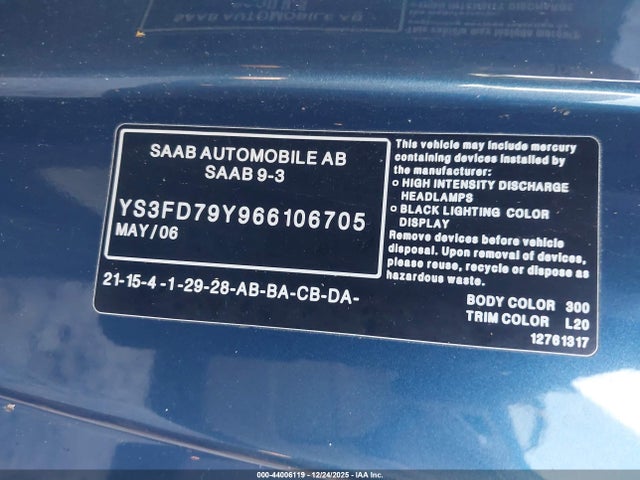 SAAB AUTOMOBILE AB
SAAB 9-3
YS3FD79Y966106705
MAY/06
21-15-4 -1-29-28-AB-BA-CB-DA-
This vehicle may include mercury
containing devices installed by
the manufacturer:
o HIGH INTENSITY DISCHARGE
HEADLAMPS
o BLACK LIGHTING COLOR
DISPLAY
Remove devices before vehicle
disposal. Upon removal of devices,
please reuse, recycle or dispose as
hazardous waste.
BODY COLOR 300
TRIM COLOR L20
12761317
000-44006119 - 12/24/2025 - IAA Inc.